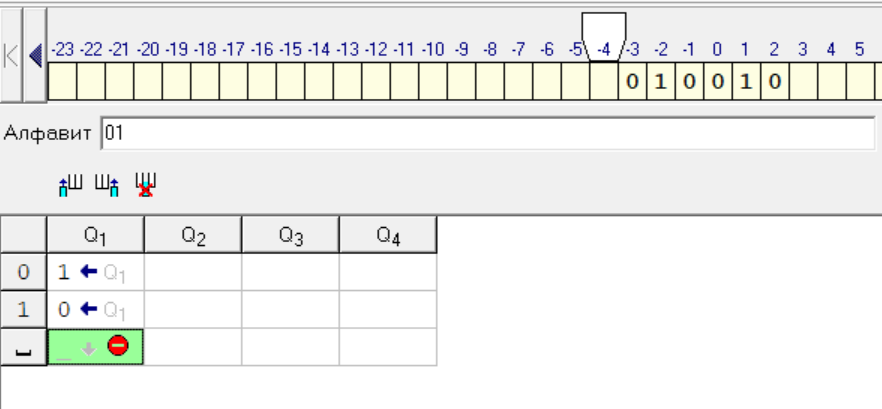 -23 -22 -21 -20 -19 -18 -17 -16 -15 -14 -13 -12 -11 -10 -9 -8 -7 -6 -5 -4 -3 -2 -1 0 1 2 3 4 5
0 1 0 0 1 0
Алфавит 01
Q1 Q2 Q3 Q4
0 1 ← Q1
1 0 ← Q1
␣ _ ↓